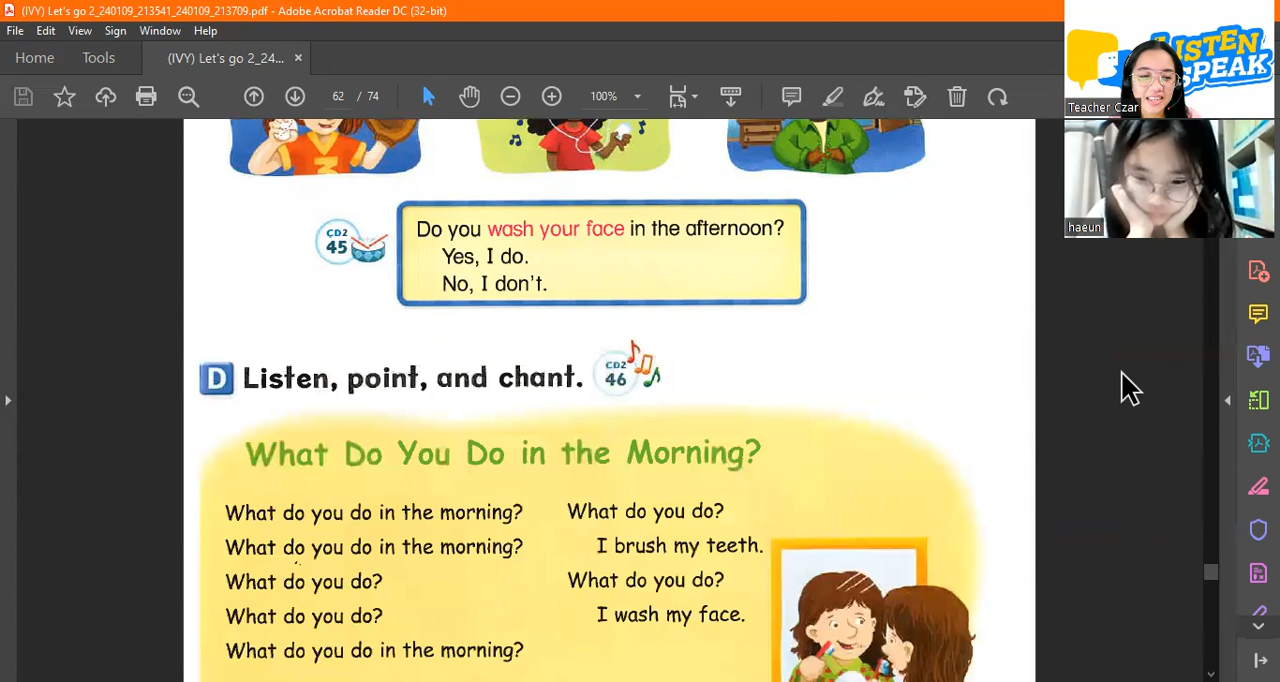 (IVY) Let's go 2_240109_213541_240109_213709.pdf - Adobe Acrobat Reader DC (32-bit)
File Edit View Sign Window Help
Home Tools (IVY) Let's go 2_24... ×
62 / 74 100%
LISTEN
SPEAK
Teacher Czar
haeun
M
CD2
45
Do you wash your face in the afternoon?
Yes, I do.
No, I don't.
D Listen, point, and chant.
CD2
46
What Do You Do in the Morning?
What do you do in the morning?
What do you do in the morning?
What do you do?
What do you do?
What do you do in the morning?
What do you do?
I brush my teeth.
What do you do?
I wash my face.